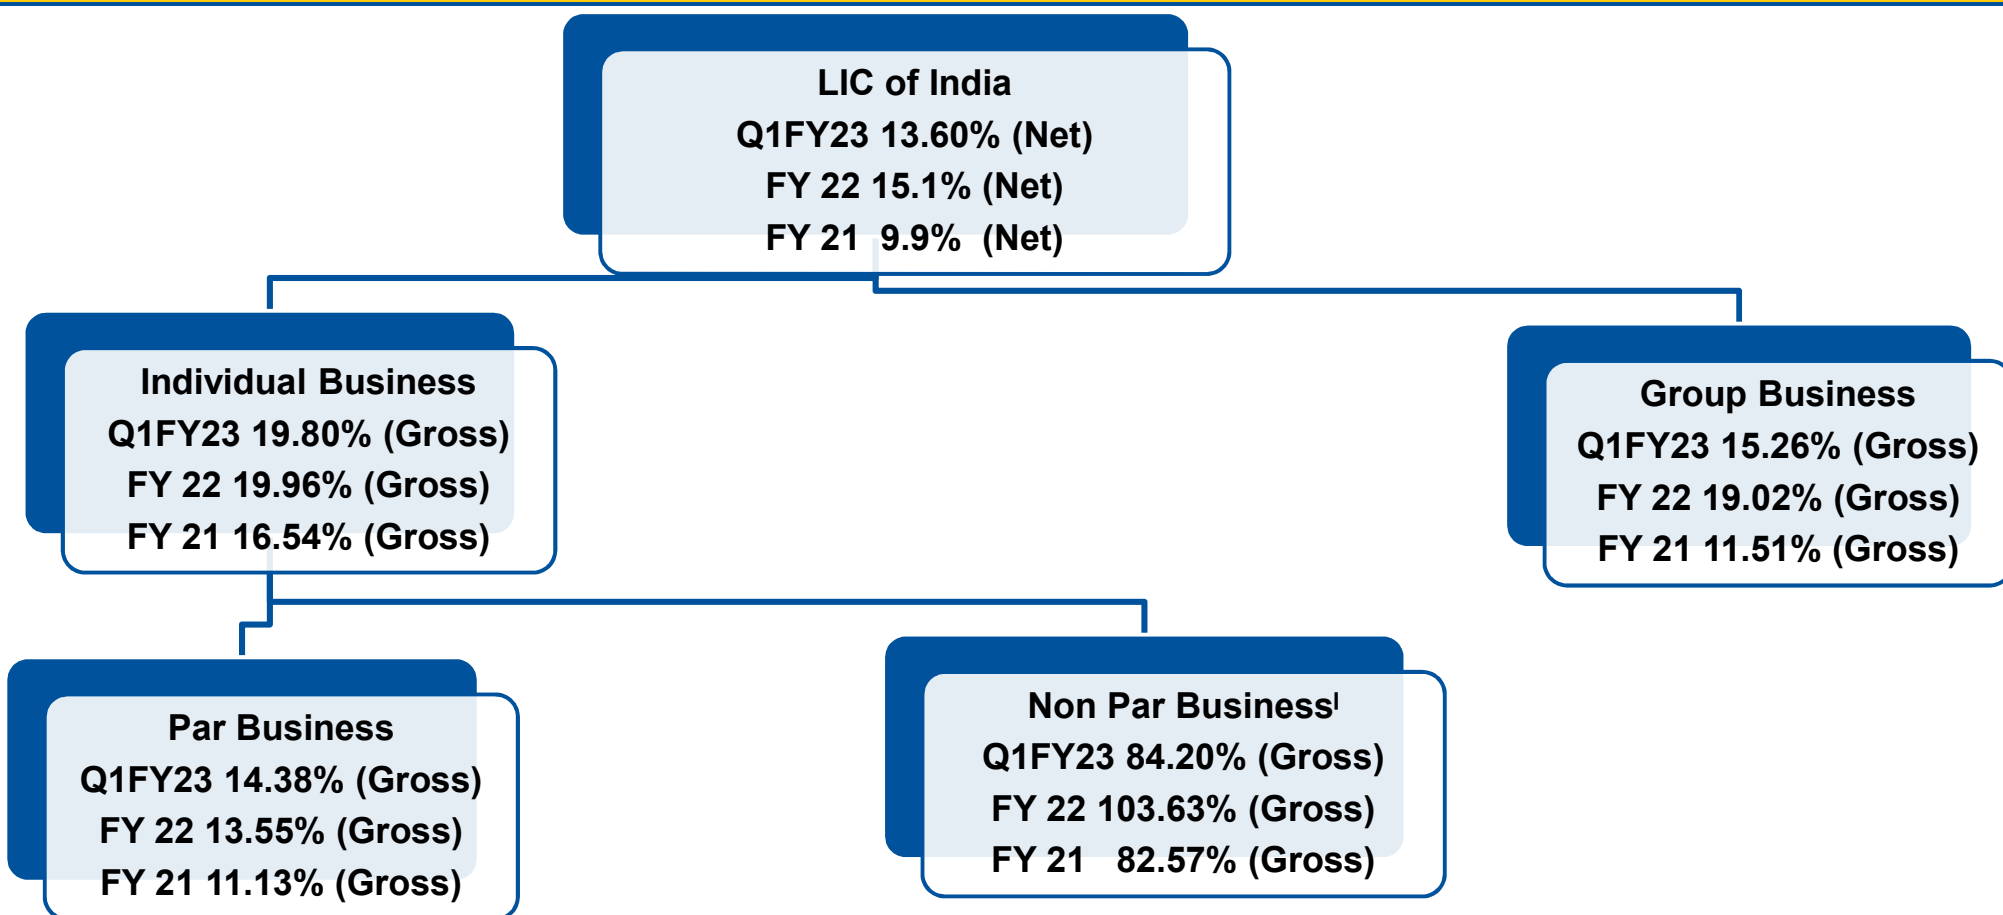 LIC of India
Q1FY23 13.60% (Net)
FY 22 15.1% (Net)
FY 21 9.9% (Net)
Individual Business
Q1FY23 19.80% (Gross)
FY 22 19.96% (Gross)
FY 21 16.54% (Gross)
Group Business
Q1FY23 15.26% (Gross)
FY 22 19.02% (Gross)
FY 21 11.51% (Gross)
Par Business
Q1FY23 14.38% (Gross)
FY 22 13.55% (Gross)
FY 21 11.13% (Gross)
Non Par Business|
Q1FY23 84.20% (Gross)
FY 22 103.63% (Gross)
FY 21 82.57% (Gross)